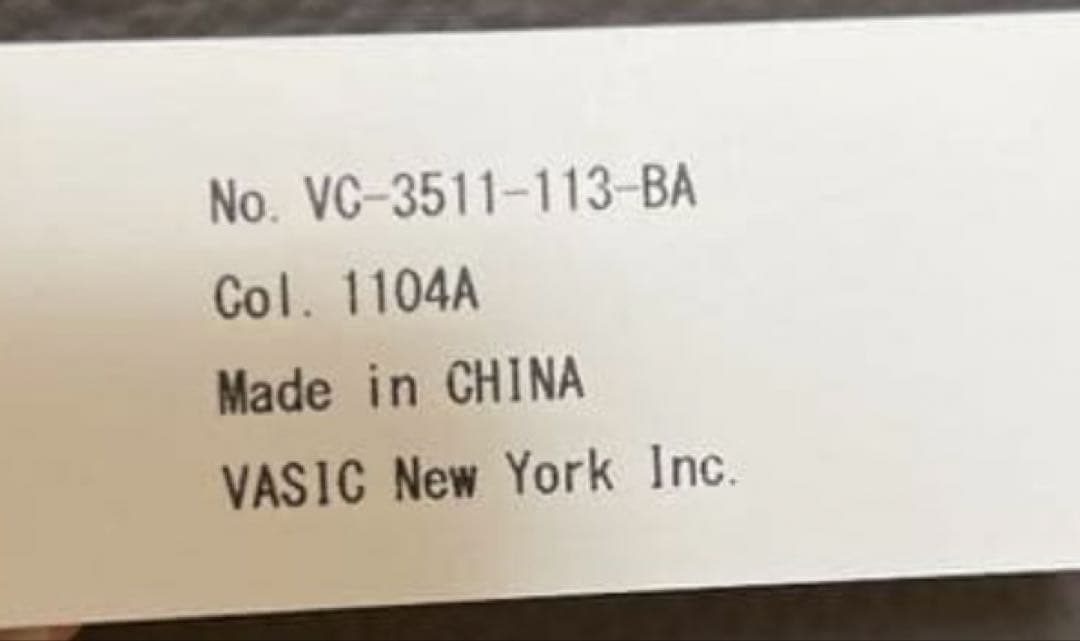 No. VC-3511-113-BA
Col. 1104A
Made in CHINA
VASIC New York Inc.